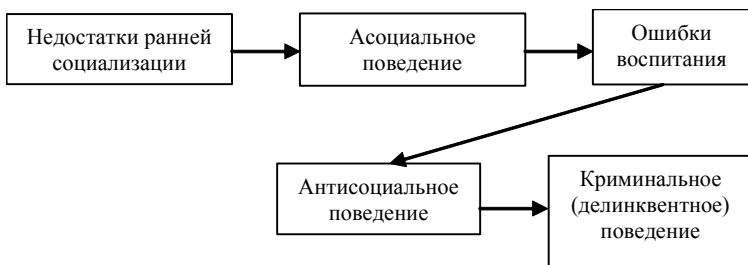 Недостатки ранней
социализации
Асоциальное
поведение
Ошибки
воспитания
Антисоциальное
поведение
Криминальное
(делинквентное)
поведение